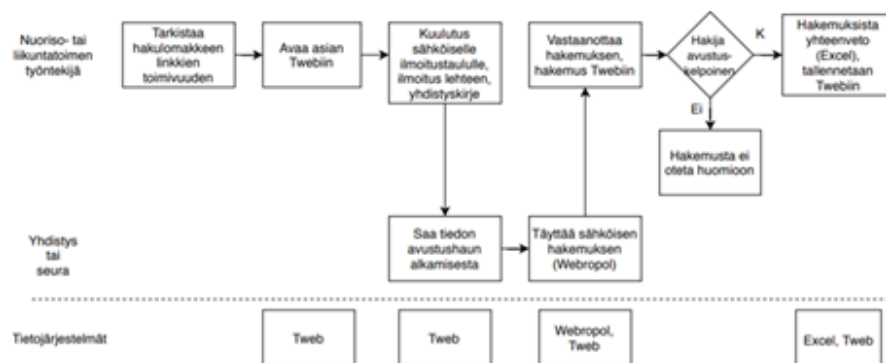 Nuoriso- tai
liikuntatoimen
työntekijä
Tarkistaa
hakulomakkeen
linkkien
toimivuuden
Avaa asian
Twebiin
Kuulutus
sähköiselle
ilmoitustaululle,
ilmoitus lehteen,
yhdistyskirje
Vastaanottaa
hakemuksen,
hakemus Twebiin
Hakija
avustus-
kelpoinen
K
Ei
Hakemuksista
yhteenveto
(Excel),
tallennetaan
Twebiin
Hakemusta ei
oteta huomioon
Yhdistys
tai
seura
Saa tiedon
avustushaun
alkamisesta
Täyttää sähköisen
hakemuksen
(Webropol)
Tietojärjestelmät
Tweb
Tweb
Webropol,
Tweb
Excel, Tweb